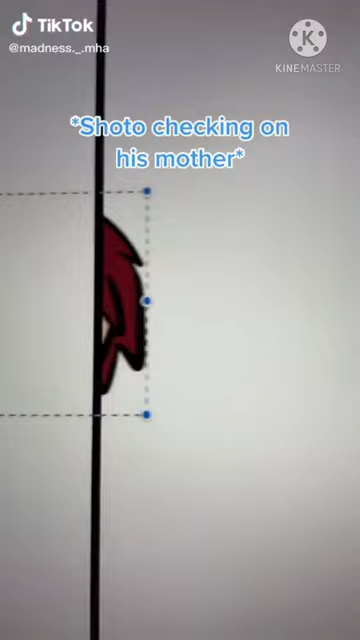 TikTok
@madness._.mha
KINEMASTER
*Shoto checking on
his mother*